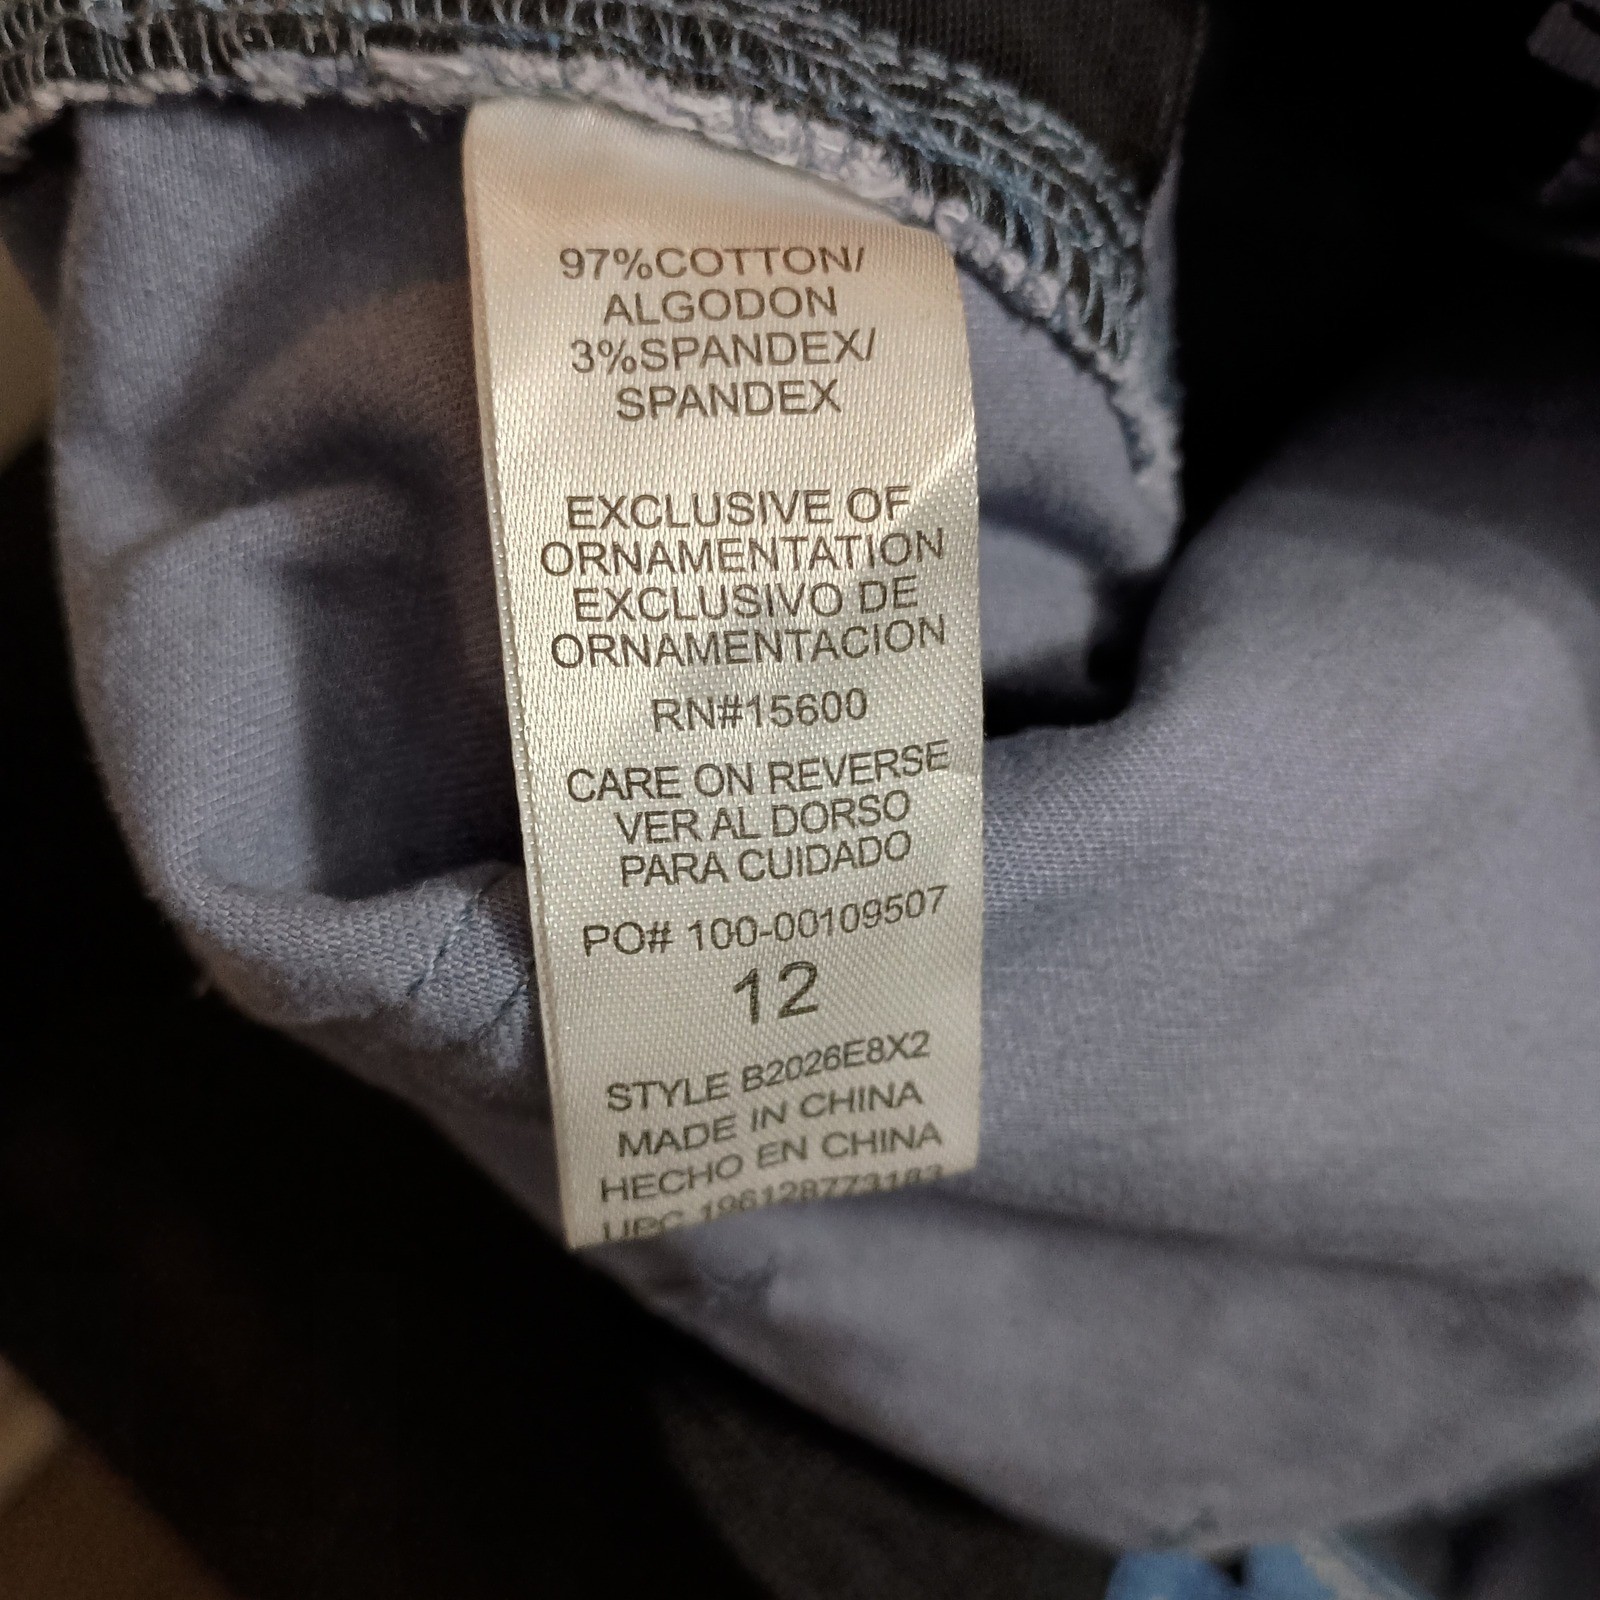 97%COTTON/
ALGODON
3%SPANDEX/
SPANDEX
EXCLUSIVE OF
ORNAMENTATION
EXCLUSIVO DE
ORNAMENTACION
RN#15600
CARE ON REVERSE
VER AL DORSO
PARA CUIDADO
PO# 100-00109507
12
STYLE B2026E8X2
MADE IN CHINA
HECHO EN CHINA
UPC